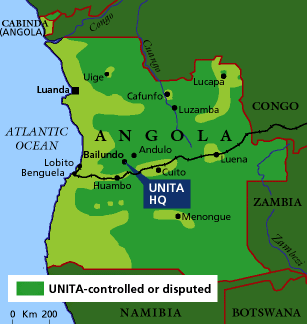 CABINDA
(ANGOLA)
Congo
Cuango
Uige
Lucapa
Luanda
Cafunfo
Luzamba
CONGO
ATLANTIC
OCEAN
ANGOLA
Andulo
Bailundo
Lobito
Luena
Benguela
Cuito
Huambo
UNITA
HQ
ZAMBIA
Menongue
Zambezi
UNITA-controlled or disputed
0 Km 200
NAMIBIA
BOTSWANA